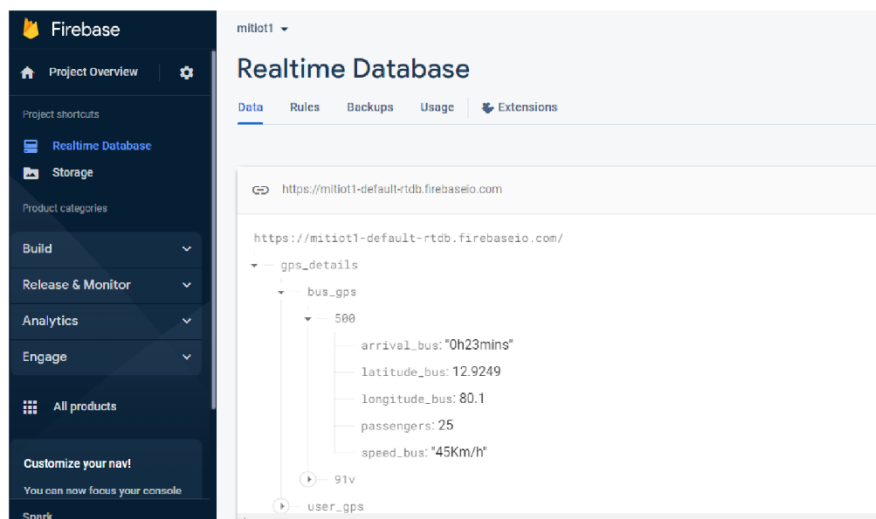 Firebase
Project Overview
Project shortcuts
Realtime Database
Storage
Product categories
Build
Release & Monitor
Analytics
Engage
All products
Customize your nav!
You can now focus your console
Spark
mitiot1
Realtime Database
Data Rules Backups Usage Extensions
https://mitiot1-default-rtdb.firebaseio.com
https://mitiot1-default-rtdb.firebaseio.com/
gps_details
bus_gps
500
arrival_bus: "0h23mins"
latitude_bus: 12.9249
longitude_bus: 80.1
passengers: 25
speed_bus: "45Km/h"
91v
user_gps